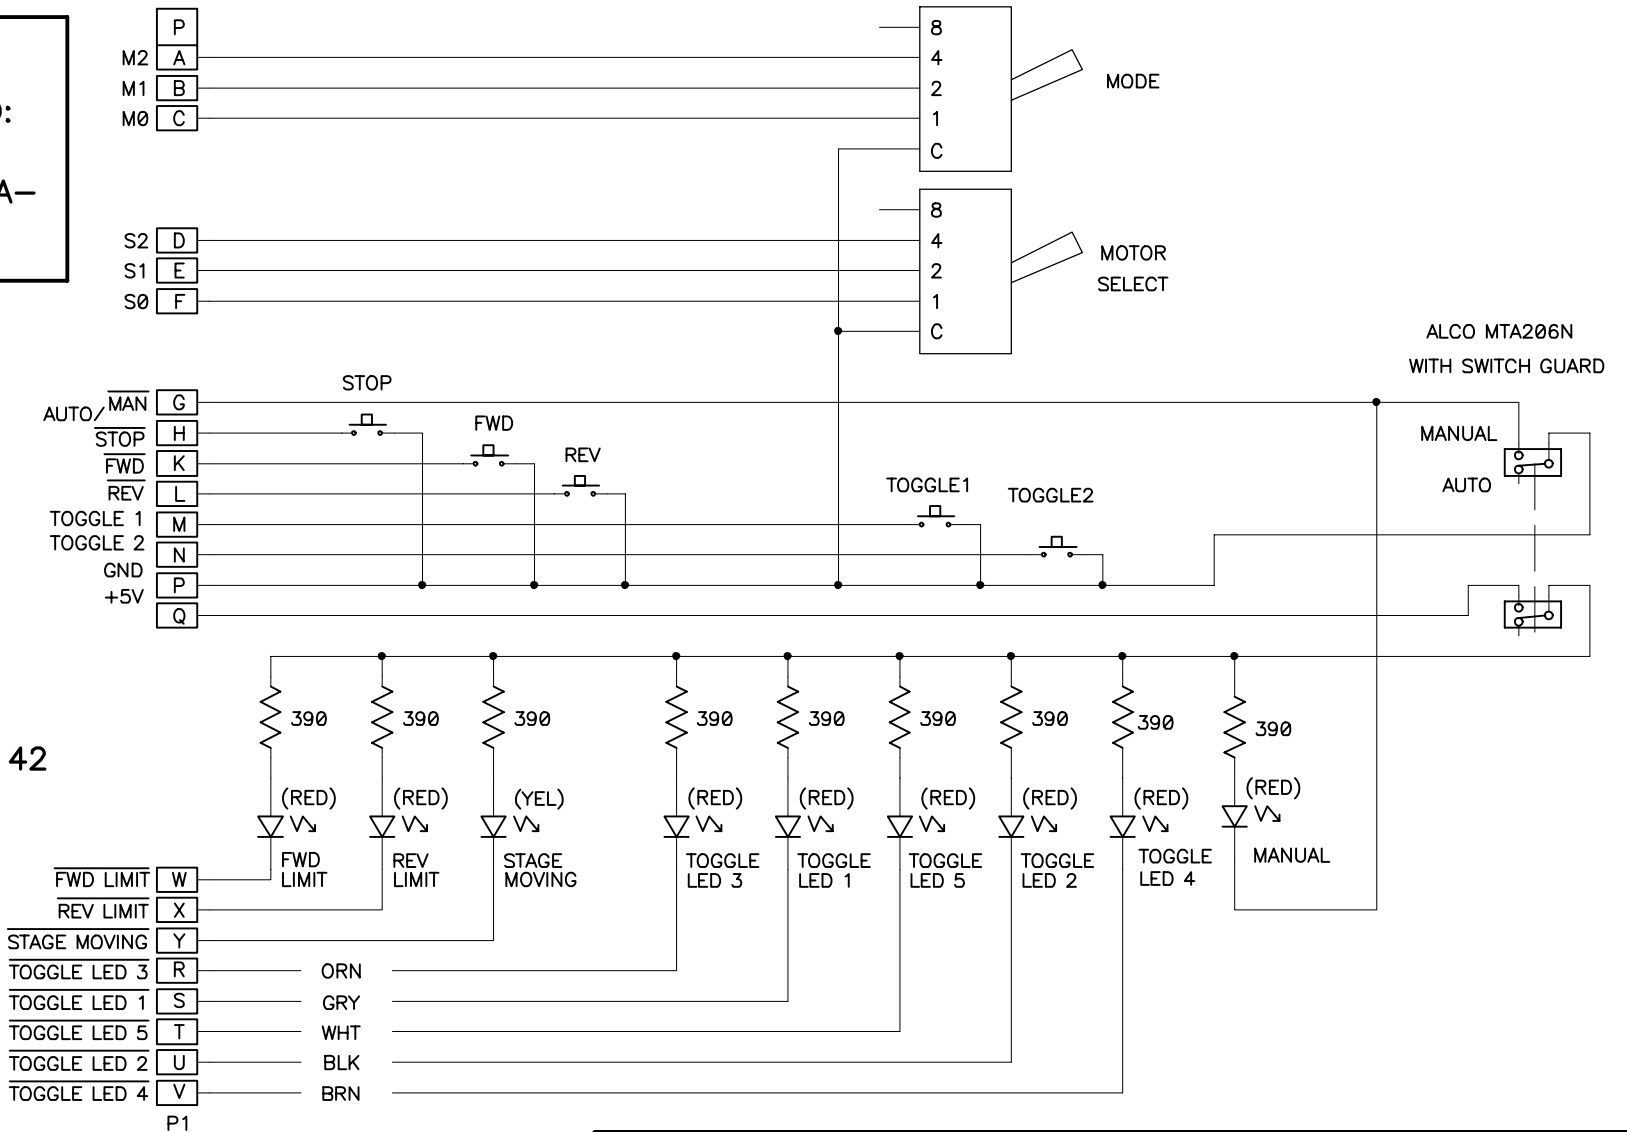 P
M2 A
M1 B
M0 C
8
4
2
1
C
MODE
:
A-
S2 D
S1 E
S0 F
8
4
2
1
C
MOTOR
SELECT
ALCO MTA206N
WITH SWITCH GUARD
AUTO/MAN G
STOP H
FWD K
REV L
TOGGLE 1 M
TOGGLE 2 N
GND P
+5V Q
STOP
FWD
REV
TOGGLE1
TOGGLE2
MANUAL
AUTO
42
390 390 390 390 390 390 390 390 390
(RED) (RED) (YEL) (RED) (RED) (RED) (RED) (RED) (RED)
FWD
LIMIT
REV
LIMIT
STAGE
MOVING
TOGGLE
LED 3
TOGGLE
LED 1
TOGGLE
LED 5
TOGGLE
LED 2
TOGGLE
LED 4
MANUAL
FWD LIMIT W
REV LIMIT X
STAGE MOVING Y
TOGGLE LED 3 R ORN
TOGGLE LED 1 S GRY
TOGGLE LED 5 T WHT
TOGGLE LED 2 U BLK
TOGGLE LED 4 V BRN
P1